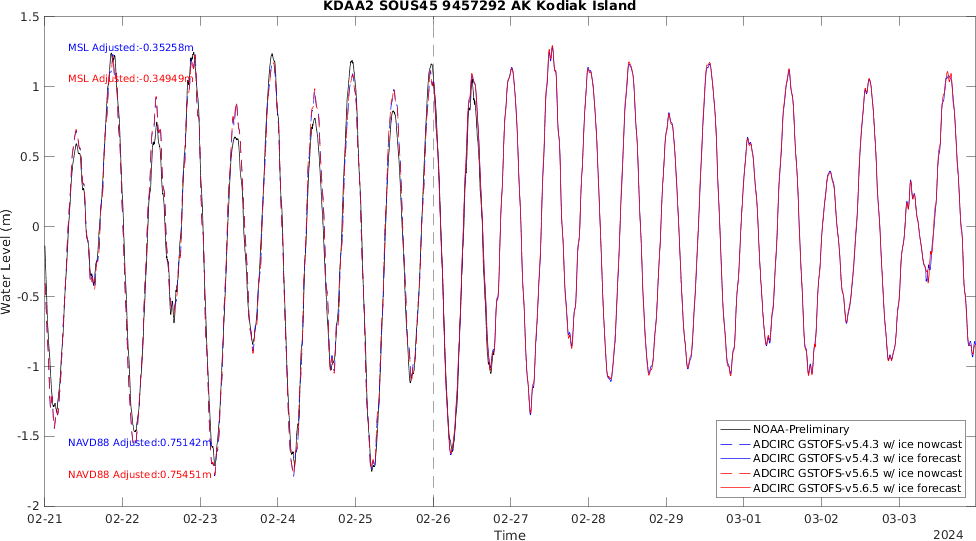 KDAA2 SOUS45 9457292 AK Kodiak Island
1.5
1
0.5
0
-0.5
-1
-1.5
-2
Water Level (m)
MSL Adjusted:-0.35258m
MSL Adjusted:-0.34949m
NAVD88 Adjusted:0.75142m
NAVD88 Adjusted:0.75451m
NOAA-Preliminary
ADCIRC GSTOFS-v5.4.3 w/ ice nowcast
ADCIRC GSTOFS-v5.4.3 w/ ice forecast
ADCIRC GSTOFS-v5.6.5 w/ ice nowcast
ADCIRC GSTOFS-v5.6.5 w/ ice forecast
02-21 02-22 02-23 02-24 02-25 02-26 02-27 02-28 02-29 03-01 03-02 03-03
Time
2024